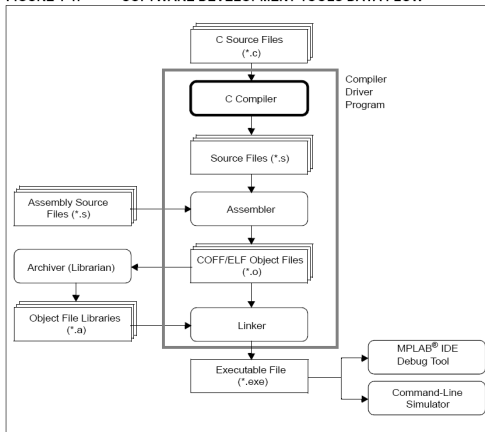 FIGURE 1-1: SOFTWARE DEVELOPMENT TOOLS DATA FLOW
C Source Files
(*.c)
Compiler
Driver
Program
C Compiler
Source Files (*.s)
Assembly Source
Files (*.s)
Assembler
Archiver (Librarian)
COFF/ELF Object Files
(*.o)
Object File Libraries
(*.a)
Linker
MPLAB® IDE
Debug Tool
Executable File
(*.exe)
Command-Line
Simulator